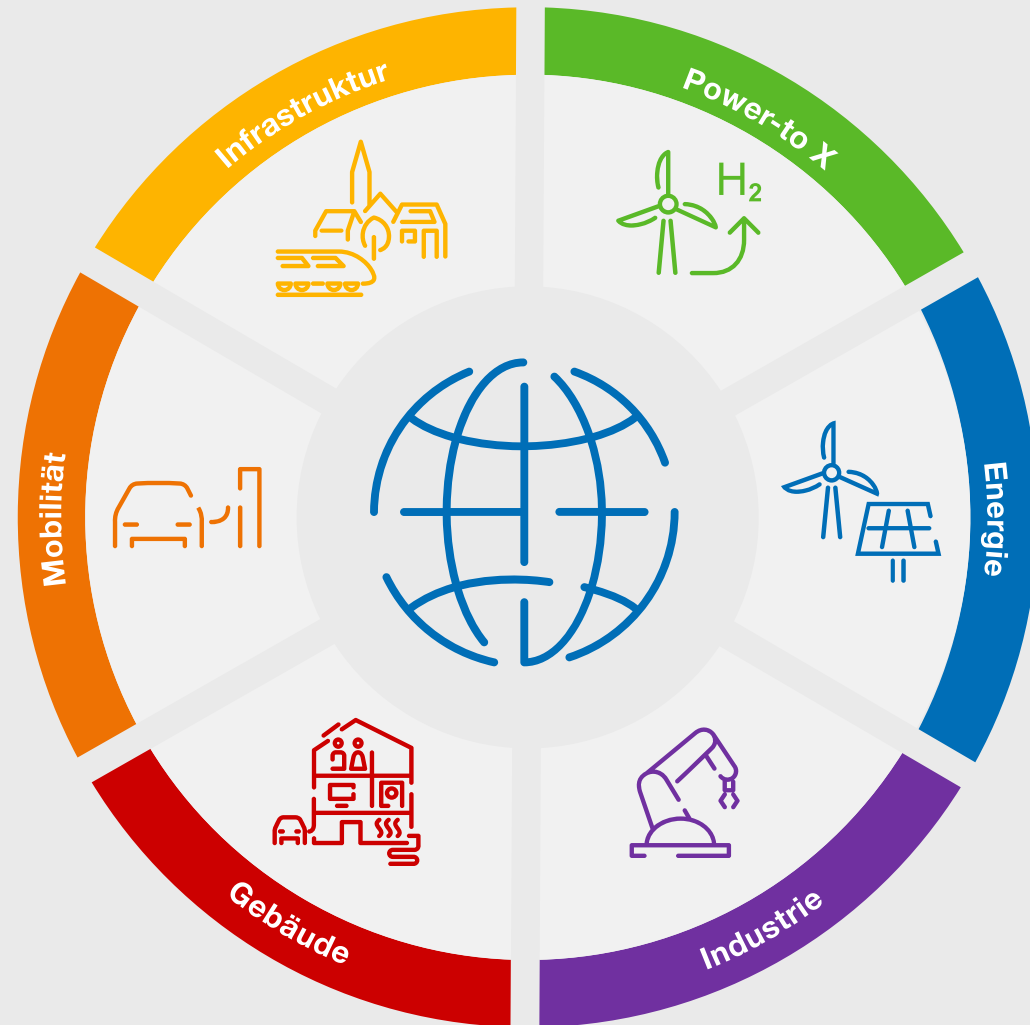 Infrastruktur
Power-to X
H₂
Mobilität
Energie
Gebäude
Industrie